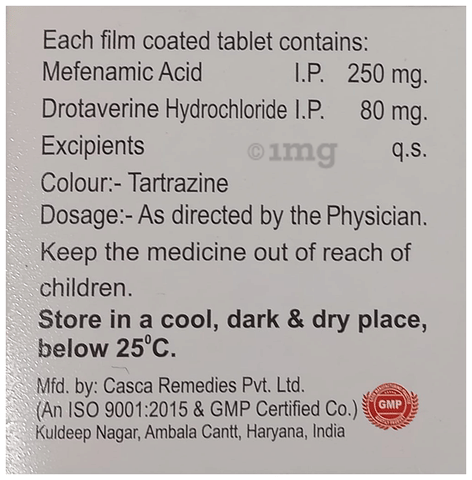 Each film coated tablet contains:
Mefenamic Acid I.P. 250 mg.
Drotaverine Hydrochloride I.P. 80 mg.
Excipients q.s.
©1mg
Colour:- Tartrazine
Dosage:- As directed by the Physician.
Keep the medicine out of reach of
children.
Store in a cool, dark & dry place,
below 25⁰C.
Mfd. by: Casca Remedies Pvt. Ltd.
(An ISO 9001:2015 & GMP Certified Co.)
GMP
Kuldeep Nagar, Ambala Cantt, Haryana, India